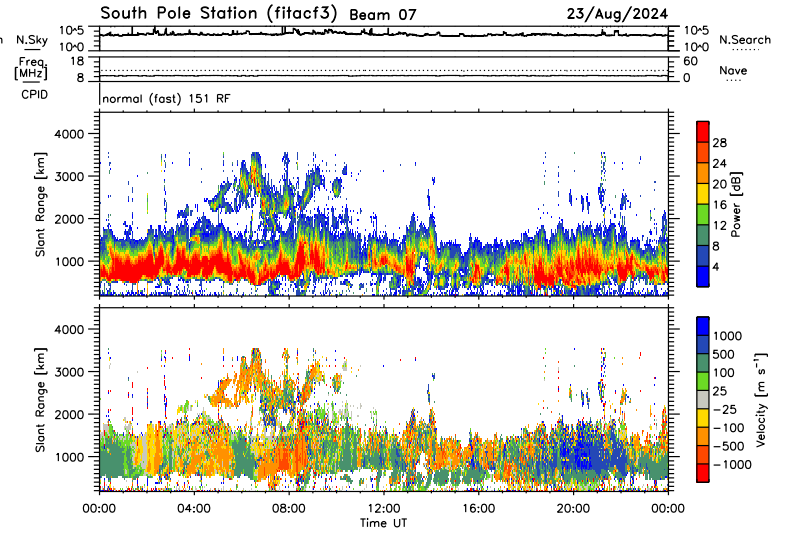 South Pole Station (fitacf3) Beam 07 23/Aug/2024
N.Sky 10^5 10^0 10^5 10^0 N.Search
Freq. [MHz] 18 8 60 0 Nave
CPID normal (fast) 151 RF
Slant Range [km]
4000
3000
2000
1000
Power [dB]
28
24
20
16
12
8
4
Slant Range [km]
4000
3000
2000
1000
Velocity [m s⁻¹]
1000
500
100
25
-25
-100
-500
-1000
00:00 04:00 08:00 12:00 16:00 20:00 00:00
Time UT